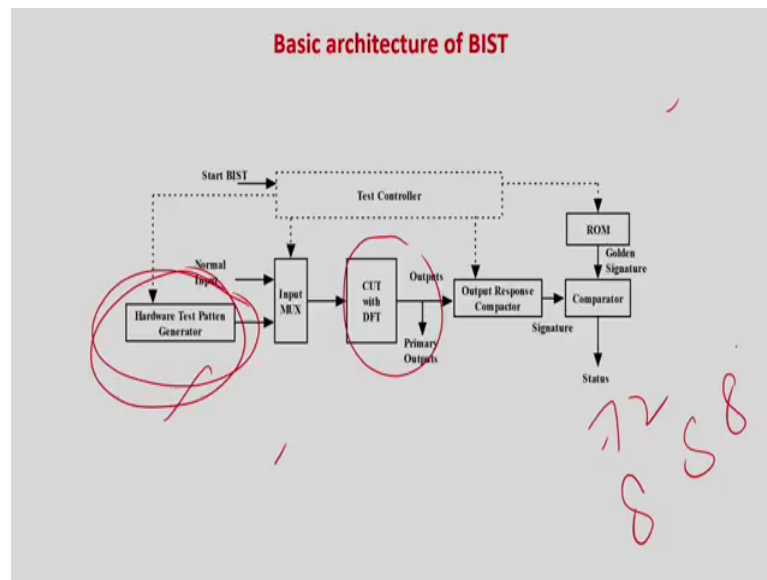 Basic architecture of BIST
Start BIST
Test Controller
ROM
Normal
Input
Golden
Signature
Hardware Test Patten
Generator
Input
MUX
CUT
with
DFT
Outputs
Output Response
Compactor
Comparator
Signature
Primary
Outputs
Status
8
8